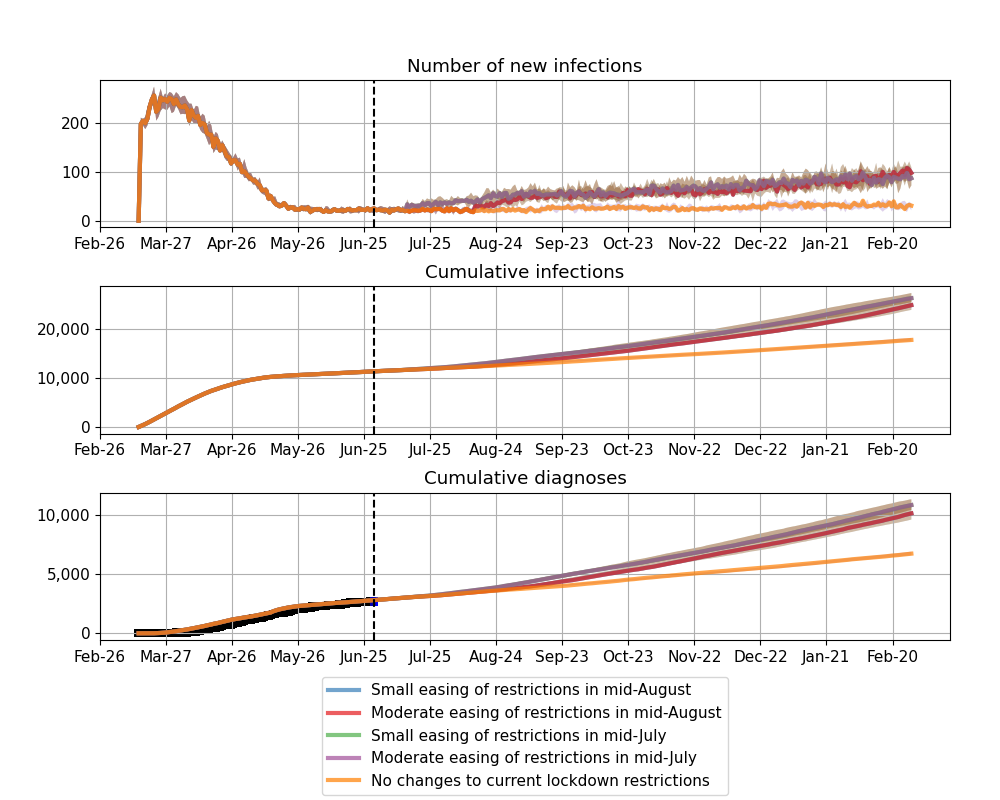 Number of new infections
200
100
0
Feb-26 Mar-27 Apr-26 May-26 Jun-25 Jul-25 Aug-24 Sep-23 Oct-23 Nov-22 Dec-22 Jan-21 Feb-20
Cumulative infections
20,000
10,000
0
Feb-26 Mar-27 Apr-26 May-26 Jun-25 Jul-25 Aug-24 Sep-23 Oct-23 Nov-22 Dec-22 Jan-21 Feb-20
Cumulative diagnoses
10,000
5,000
0
Feb-26 Mar-27 Apr-26 May-26 Jun-25 Jul-25 Aug-24 Sep-23 Oct-23 Nov-22 Dec-22 Jan-21 Feb-20
Small easing of restrictions in mid-August
Moderate easing of restrictions in mid-August
Small easing of restrictions in mid-July
Moderate easing of restrictions in mid-July
No changes to current lockdown restrictions